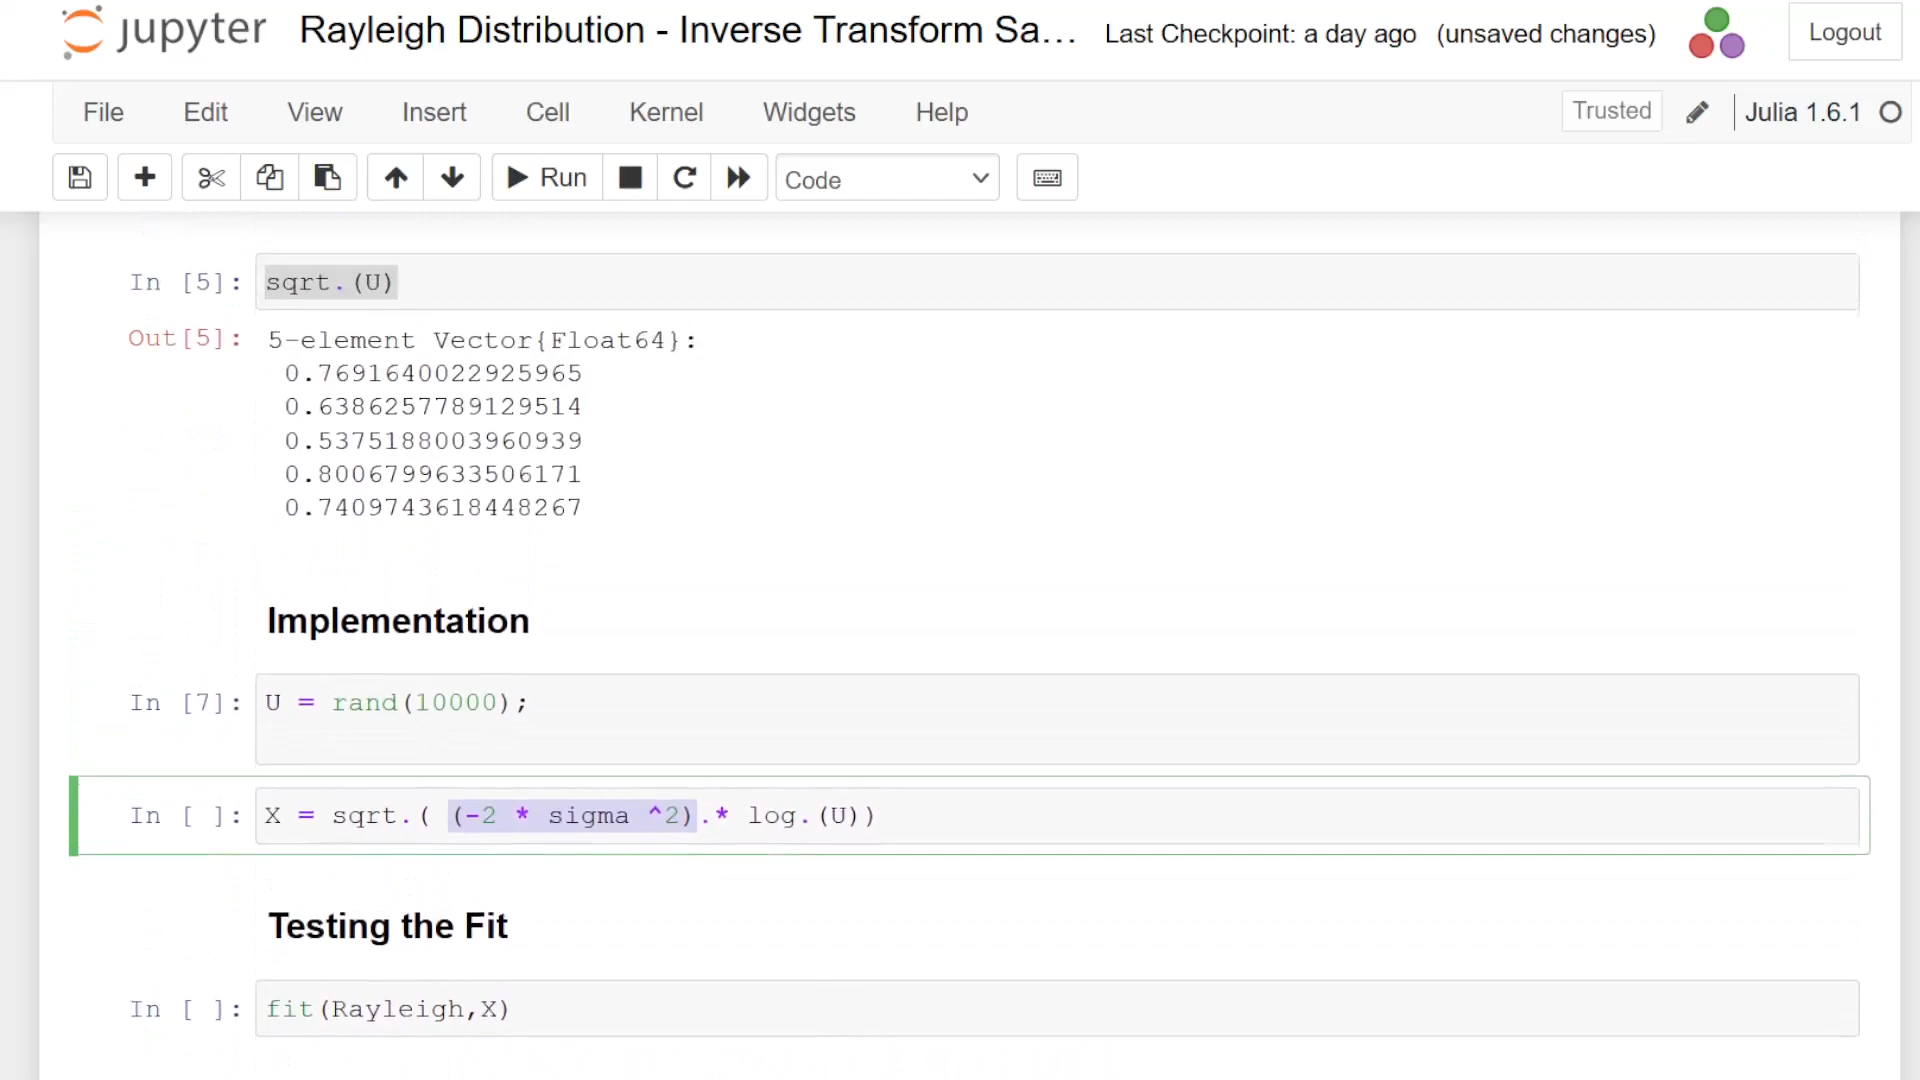 jupyter Rayleigh Distribution - Inverse Transform Sa... Last Checkpoint: a day ago (unsaved changes) Logout
File Edit View Insert Cell Kernel Widgets Help Trusted Julia 1.6.1
Run Code
In [5]: sqrt.(U)
Out[5]: 5-element Vector{Float64}:
0.7691640022925965
0.6386257789129514
0.5375188003960939
0.8006799633506171
0.7409743618448267
Implementation
In [7]: U = rand(10000);
In [ ]: X = sqrt.( (-2 * sigma ^2).* log.(U))
Testing the Fit
In [ ]: fit(Rayleigh,X)